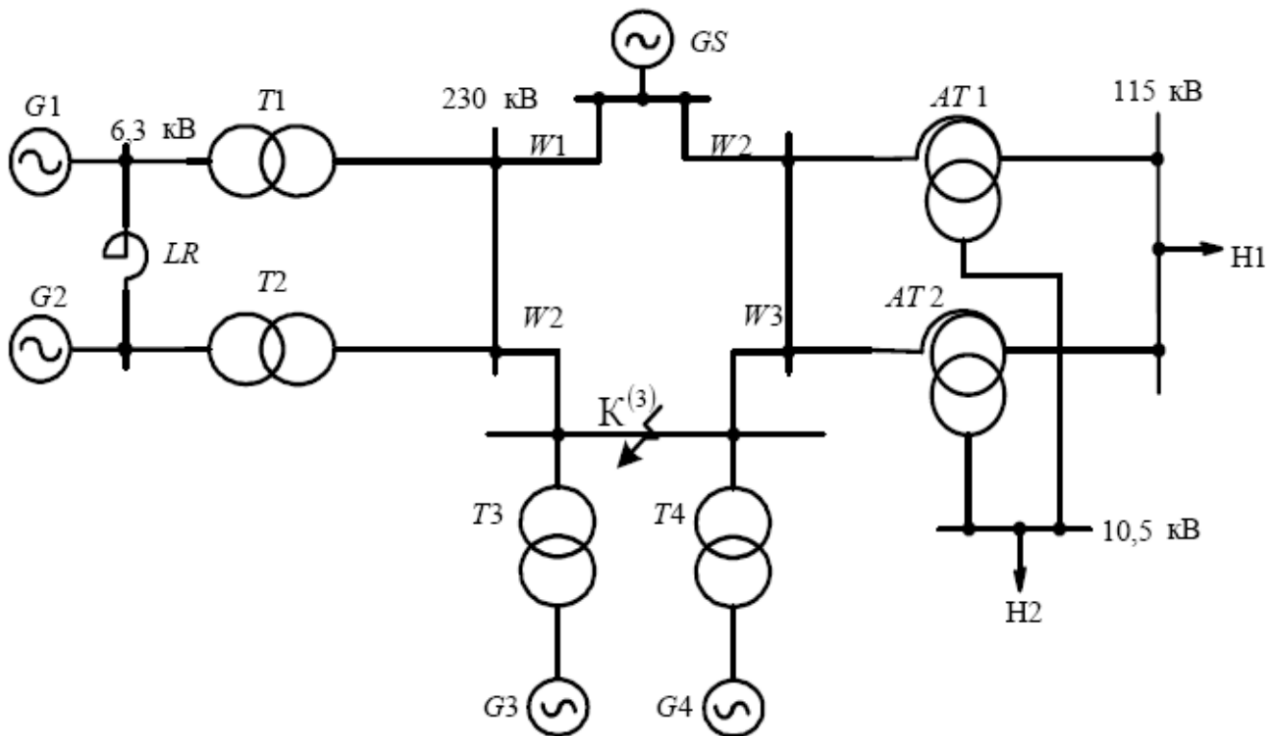 GS
G1
T1
230 кВ
AT 1
115 кВ
6,3 кВ
W1
W2
LR
H1
G2
T2
W2
W3
AT 2
К(3)
T3
T4
10,5 кВ
H2
G3
G4